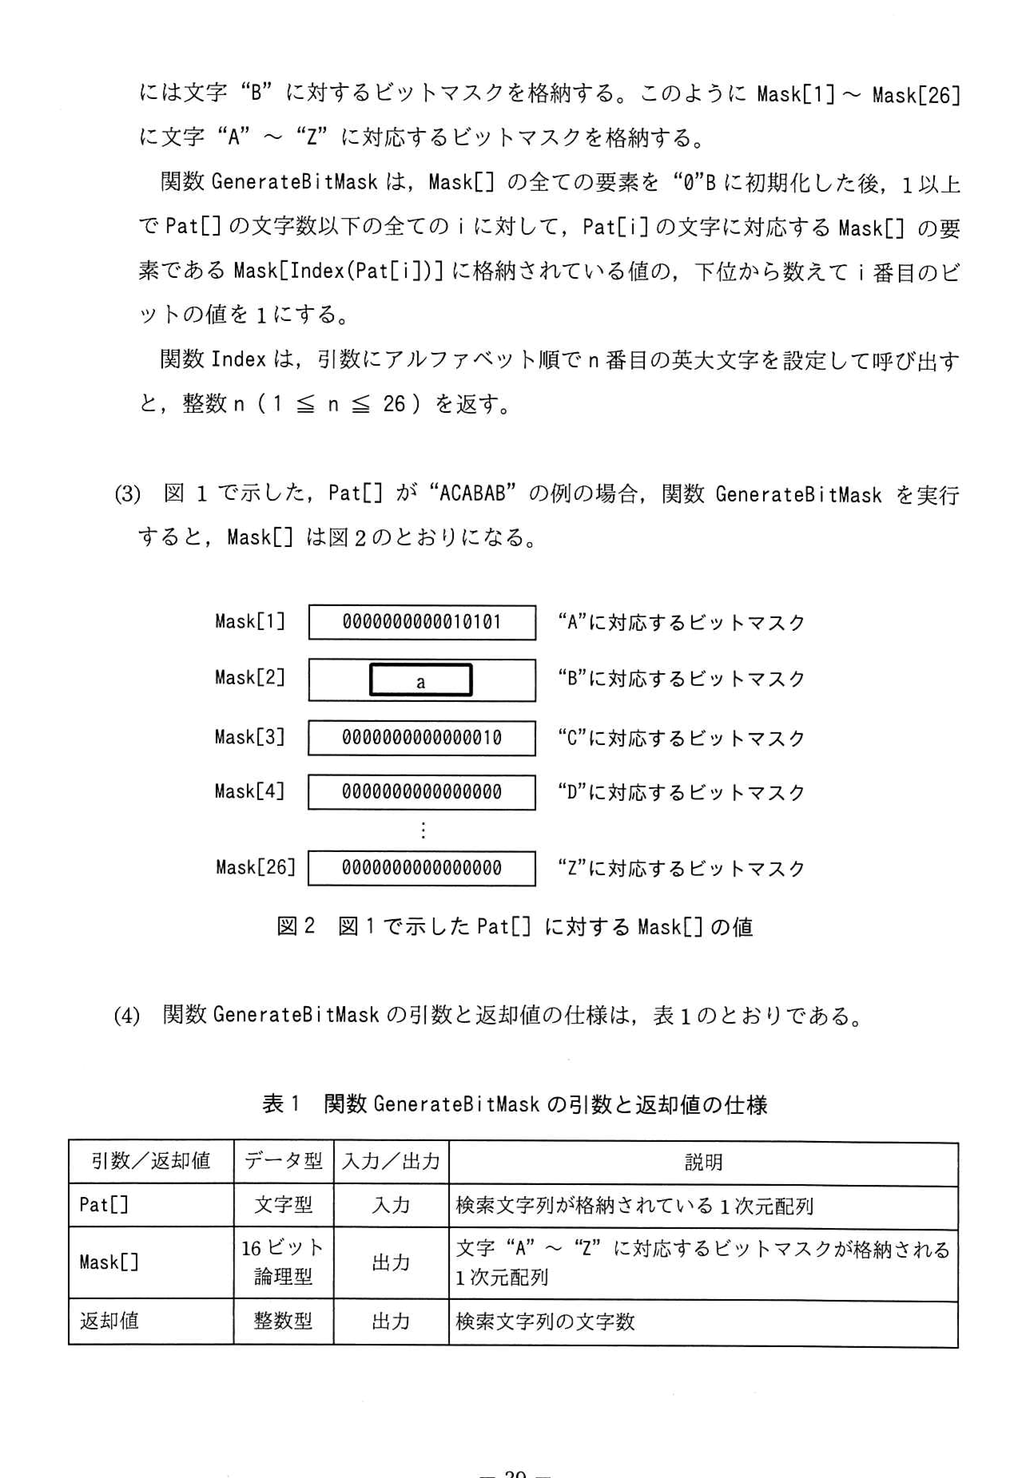 には文字“B”に対するビットマスクを格納する。このように Mask[1]～ Mask[26]
に文字“A”～“Z”に対応するビットマスクを格納する。
関数 GenerateBitMask は，Mask[] の全ての要素を“0”B に初期化した後，1以上
で Pat[] の文字数以下の全ての i に対して，Pat[i] の文字に対応する Mask[] の要
素である Mask[Index(Pat[i])] に格納されている値の，下位から数えて i 番目のビ
ットの値を1にする。
関数 Index は，引数にアルファベット順で n 番目の英大文字を設定して呼び出す
と，整数 n ( 1 ≦ n ≦ 26 ) を返す。
(3) 図 1 で示した，Pat[] が“ACABAB”の例の場合，関数 GenerateBitMask を実行
すると，Mask[] は図2のとおりになる。
Mask[1] 0000000000010101 “A”に対応するビットマスク
Mask[2] a “B”に対応するビットマスク
Mask[3] 0000000000000010 “C”に対応するビットマスク
Mask[4] 0000000000000000 “D”に対応するビットマスク
⋮
Mask[26] 0000000000000000 “Z”に対応するビットマスク
図2 図1で示した Pat[] に対する Mask[] の値
(4) 関数 GenerateBitMask の引数と返却値の仕様は，表1のとおりである。
表1 関数 GenerateBitMask の引数と返却値の仕様
引数／返却値 データ型 入力／出力 説明
Pat[] 文字型 入力 検索文字列が格納されている1次元配列
Mask[] 16ビット論理型 出力 文字“A”～“Z”に対応するビットマスクが格納される
1次元配列
返却値 整数型 出力 検索文字列の文字数